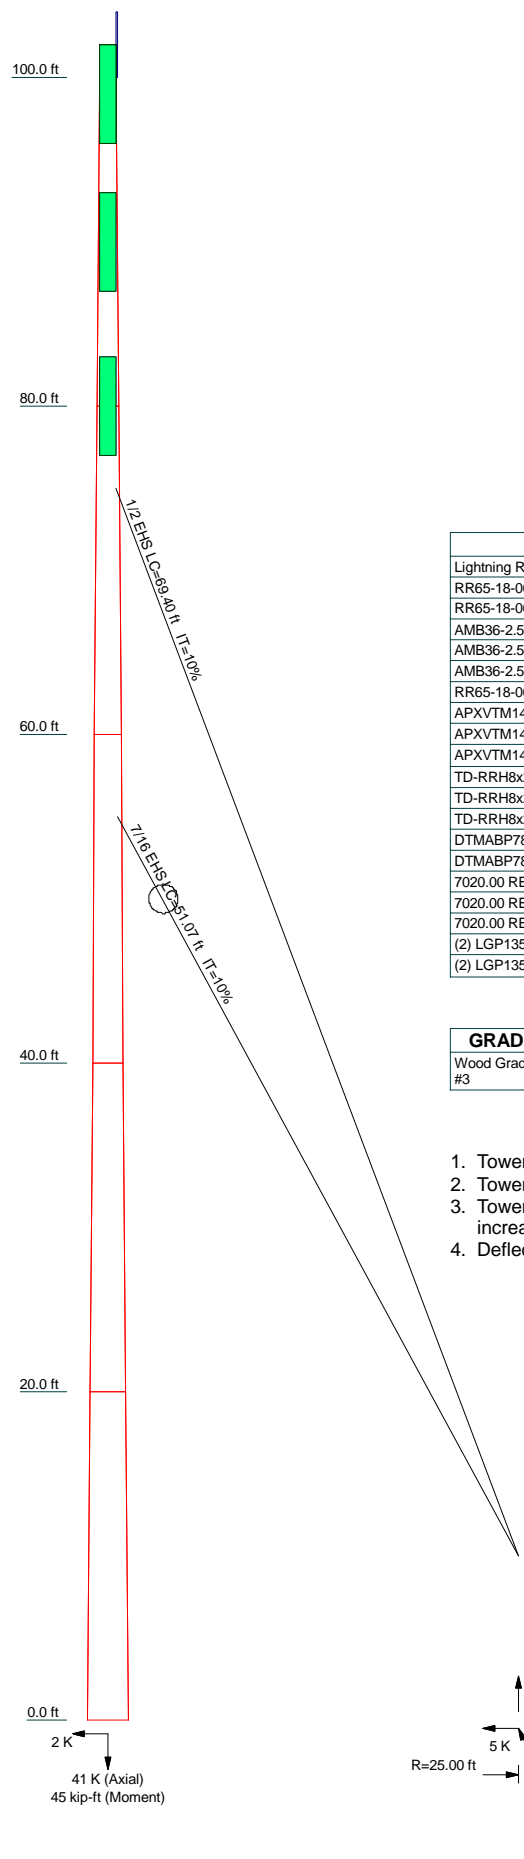 100.0 ft
80.0 ft
1/2 EHS LC=69.40 ft IT=10%
60.0 ft
7/16 EHS LC=51.07 ft IT=10%
40.0 ft
20.0 ft
0.0 ft
2 K
41 K (Axial)
45 kip-ft (Moment)
5 K
R=25.00 ft
Lightning R
RR65-18-0
RR65-18-0
AMB36-2.5
AMB36-2.5
AMB36-2.5
RR65-18-0
APXVTM14
APXVTM14
APXVTM14
TD-RRH8x
TD-RRH8x
TD-RRH8x
DTMABP78
DTMABP78
7020.00 RE
7020.00 RE
7020.00 RE
(2) LGP135
(2) LGP135
GRAD
Wood Grad
#3
1. Tower
2. Tower
3. Tower
increa
4. Deflec